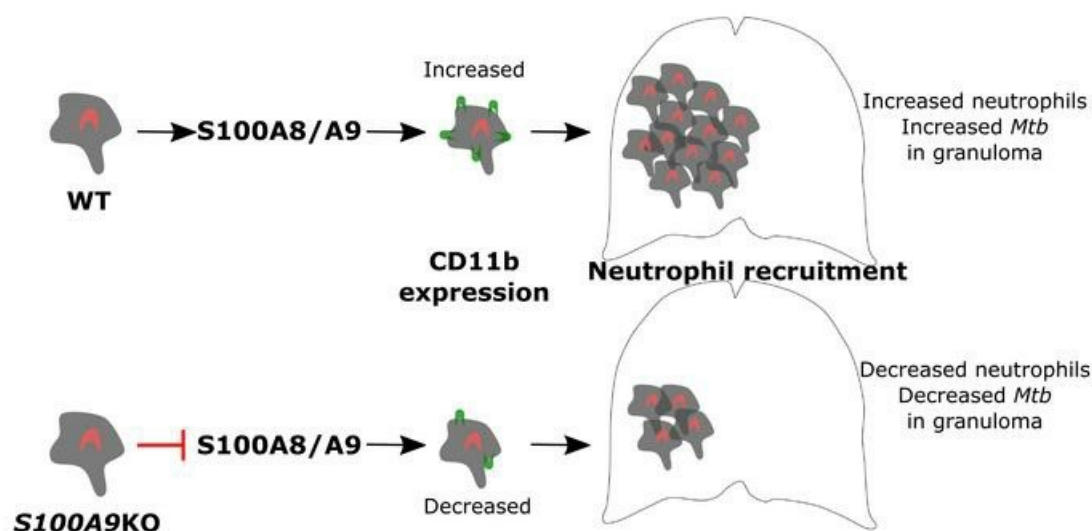 Increased
WT
S100A8/A9
Increased neutrophils
Increased Mtb
in granuloma
CD11b
expression
Neutrophil recruitment
S100A9KO
S100A8/A9
Decreased
Decreased neutrophils
Decreased Mtb
in granuloma